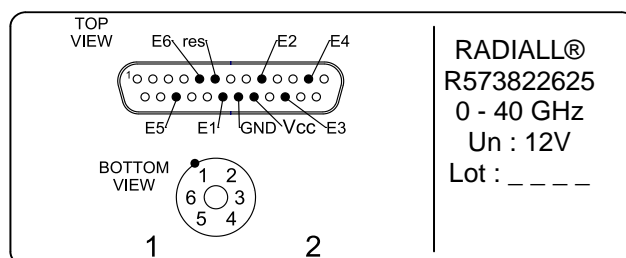 TOP
VIEW
E6 res
E2
E4
1
E5
E1
GND
Vcc
E3
BOTTOM
VIEW
1 2
6 3
5 4
1
2
RADIALL®
R573822625
0 - 40 GHz
Un : 12V
Lot : _ _ _ _